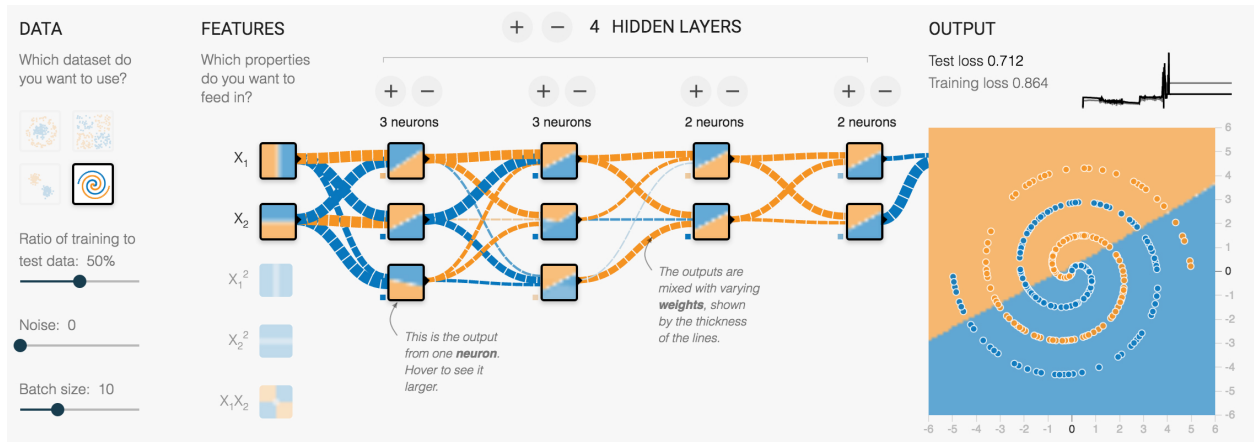 DATA
Which dataset do
you want to use?
Ratio of training to
test data: 50%
Noise: 0
Batch size: 10
FEATURES
Which properties
do you want to
feed in?
X₁
X₂
X₁²
X₂²
X₁X₂
+ − 4 HIDDEN LAYERS
+ − + − + − + −
3 neurons 3 neurons 2 neurons 2 neurons
This is the output
from one neuron.
Hover to see it
larger.
The outputs are
mixed with varying
weights, shown
by the thickness
of the lines.
OUTPUT
Test loss 0.712
Training loss 0.864
6
5
4
3
2
1
0
-1
-2
-3
-4
-5
-6
-6 -5 -4 -3 -2 -1 0 1 2 3 4 5 6